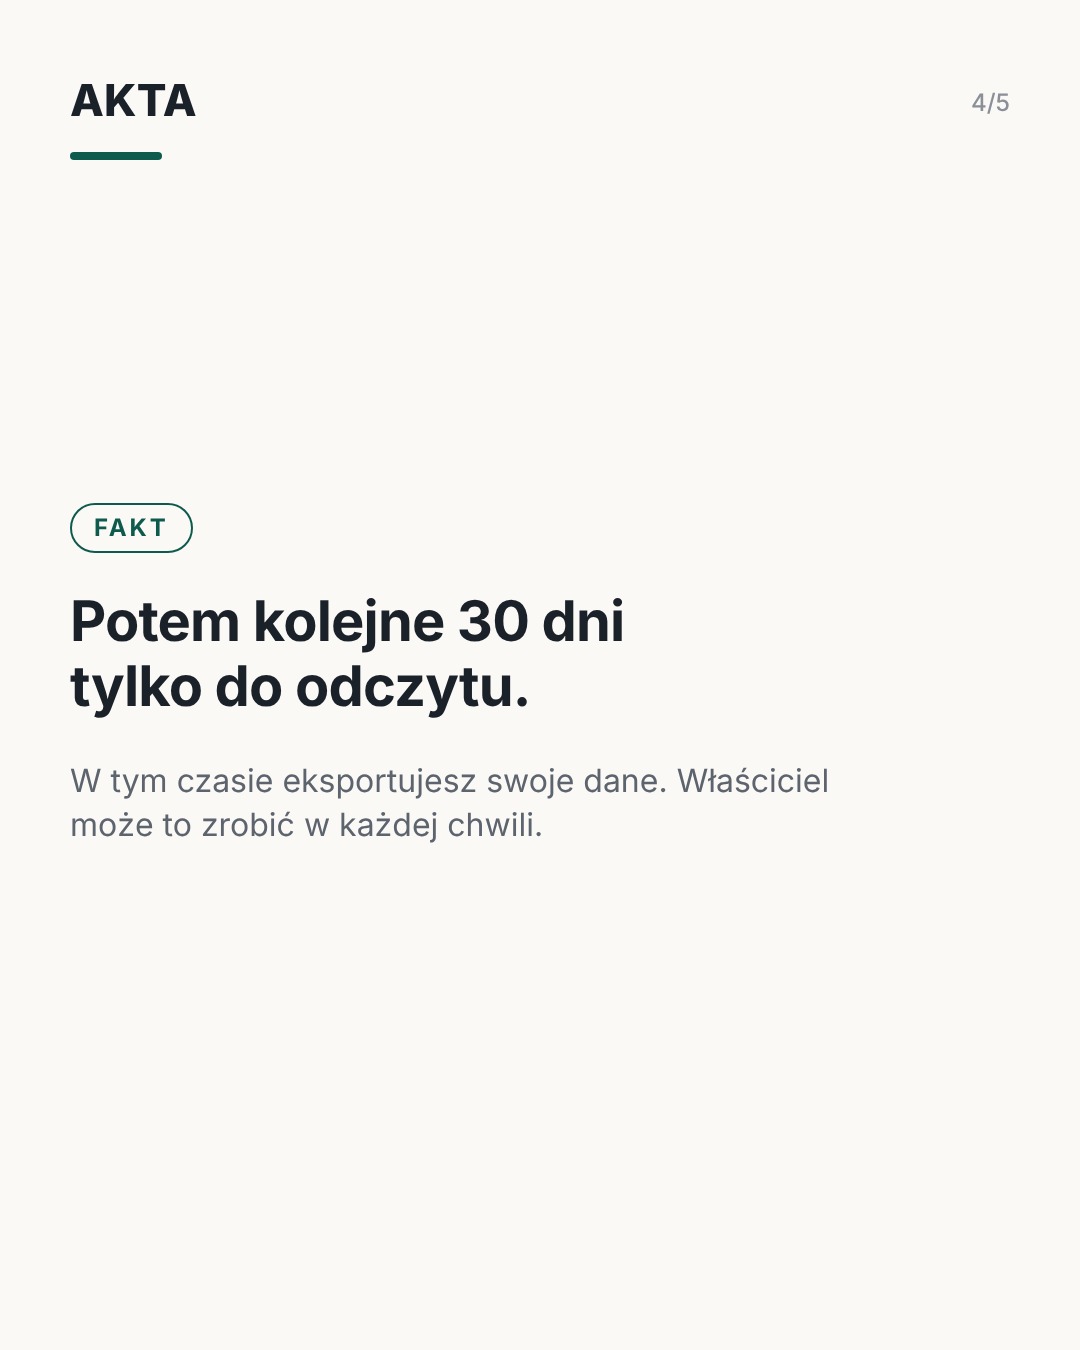 AKTA
4/5
FAKT
Potem kolejne 30 dni
tylko do odczytu.
W tym czasie eksportujesz swoje dane. Właściciel
może to zrobić w każdej chwili.